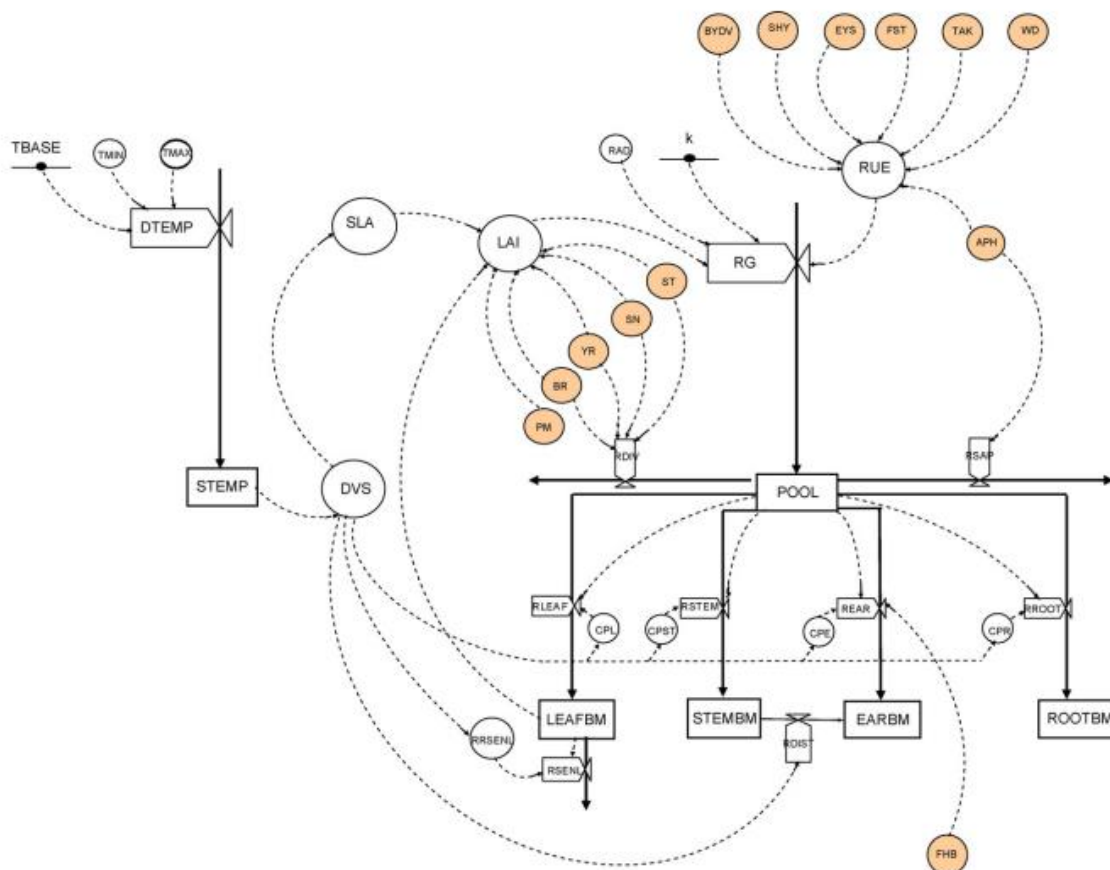 BYDV
SHY
EYS
FST
TAK
WD
TBASE
TMIN
TMAX
RAD
k
RUE
DTEMP
SLA
LAI
RG
APH
ST
SN
YR
BR
PM
RDIV
RSAP
STEMP
DVS
POOL
RLEAF
RSTEM
REAR
RROOT
CPL
CPST
CPE
CPR
LEAFBM
STEMBM
EARBM
ROOTBM
RRSENL
RSENL
RDIST
FHB